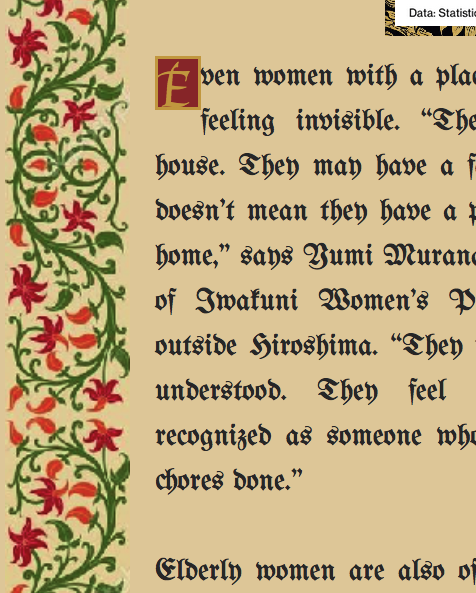 Data: Statisti
Even women with a pla
feeling invisible. “The
house. They may have a f
doesn’t mean they have a p
home,” says Yumi Muran
of Iwakuni Women’s P
outside Hiroshima. “They
understood. They feel
recognized as someone who
chores done.”
Elderly women are also of